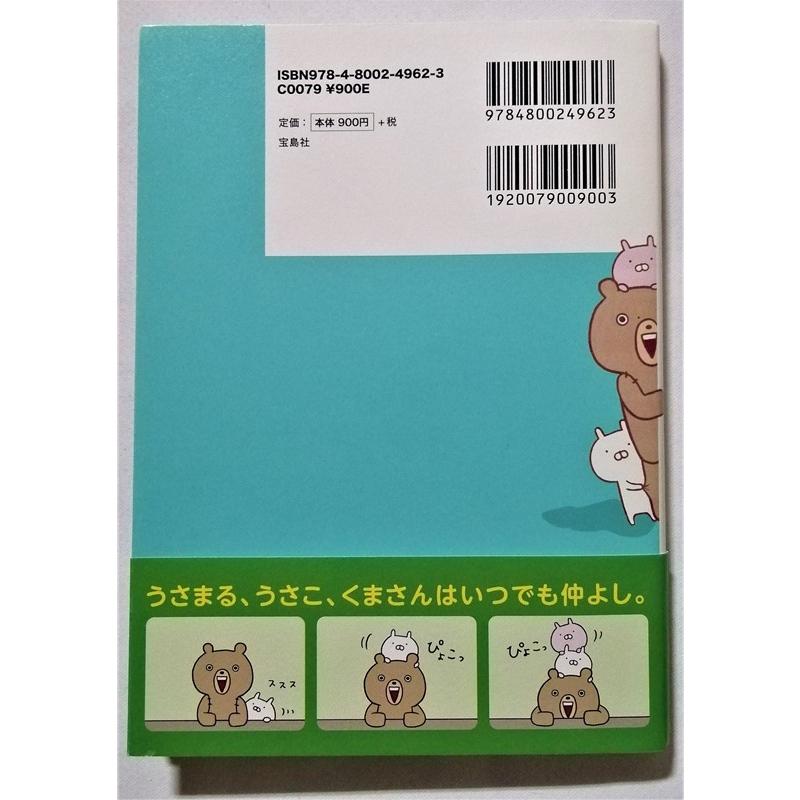 ISBN978-4-8002-4962-3
C0079 ¥900E
定価：本体 900円 +税
宝島社
9784800249623
1920079009003
うさまる、うさこ、くまさんはいつでも仲よし。
ススス
ぴょこっ
ぴょこっ